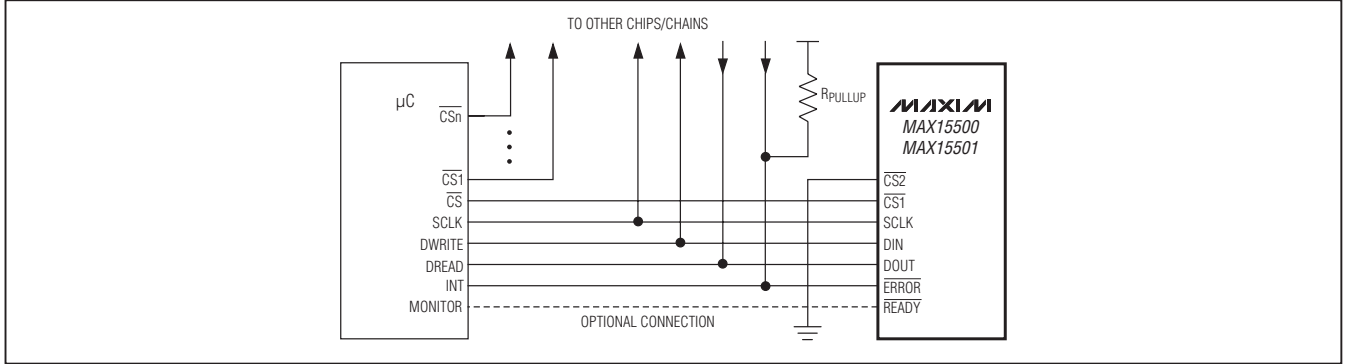 TO OTHER CHIPS/CHAINS
µC
RPULLUP
MAXIM
MAX15500
MAX15501
CSn
CS1
CS
SCLK
DWRITE
DREAD
INT
MONITOR
CS2
CS1
SCLK
DIN
DOUT
ERROR
READY
OPTIONAL CONNECTION